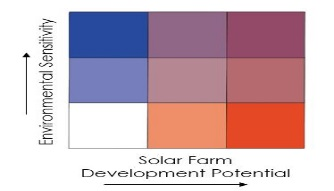 Environmental Sensitivity
Solar Farm
Development Potential